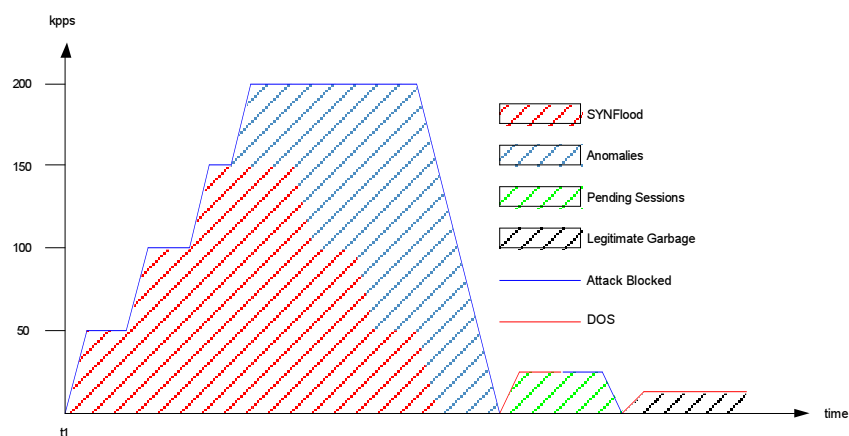 kpps
200
150
100
50
SYNFlood
Anomalies
Pending Sessions
Legitimate Garbage
Attack Blocked
DOS
time
t1